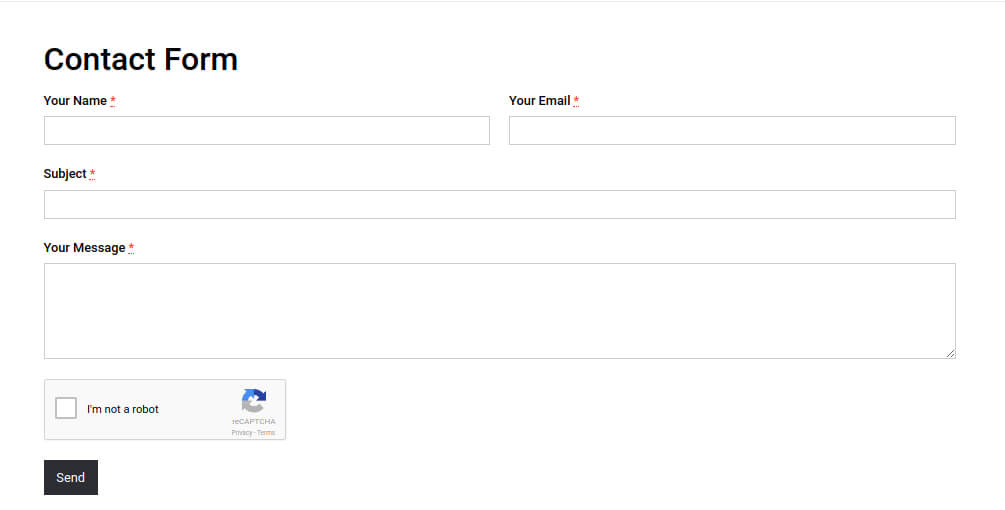 Contact Form
Your Name *
Your Email *
Subject *
Your Message *
I'm not a robot
reCAPTCHA
Privacy - Terms
Send